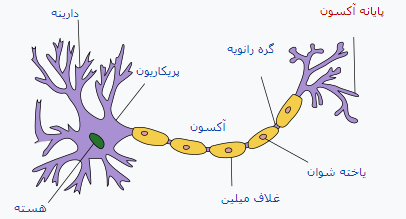 پایانه آکسون
دارینه
گره رانویه
پریکاریون
آکسون
یاخته شوان
غلاف میلین
هسته